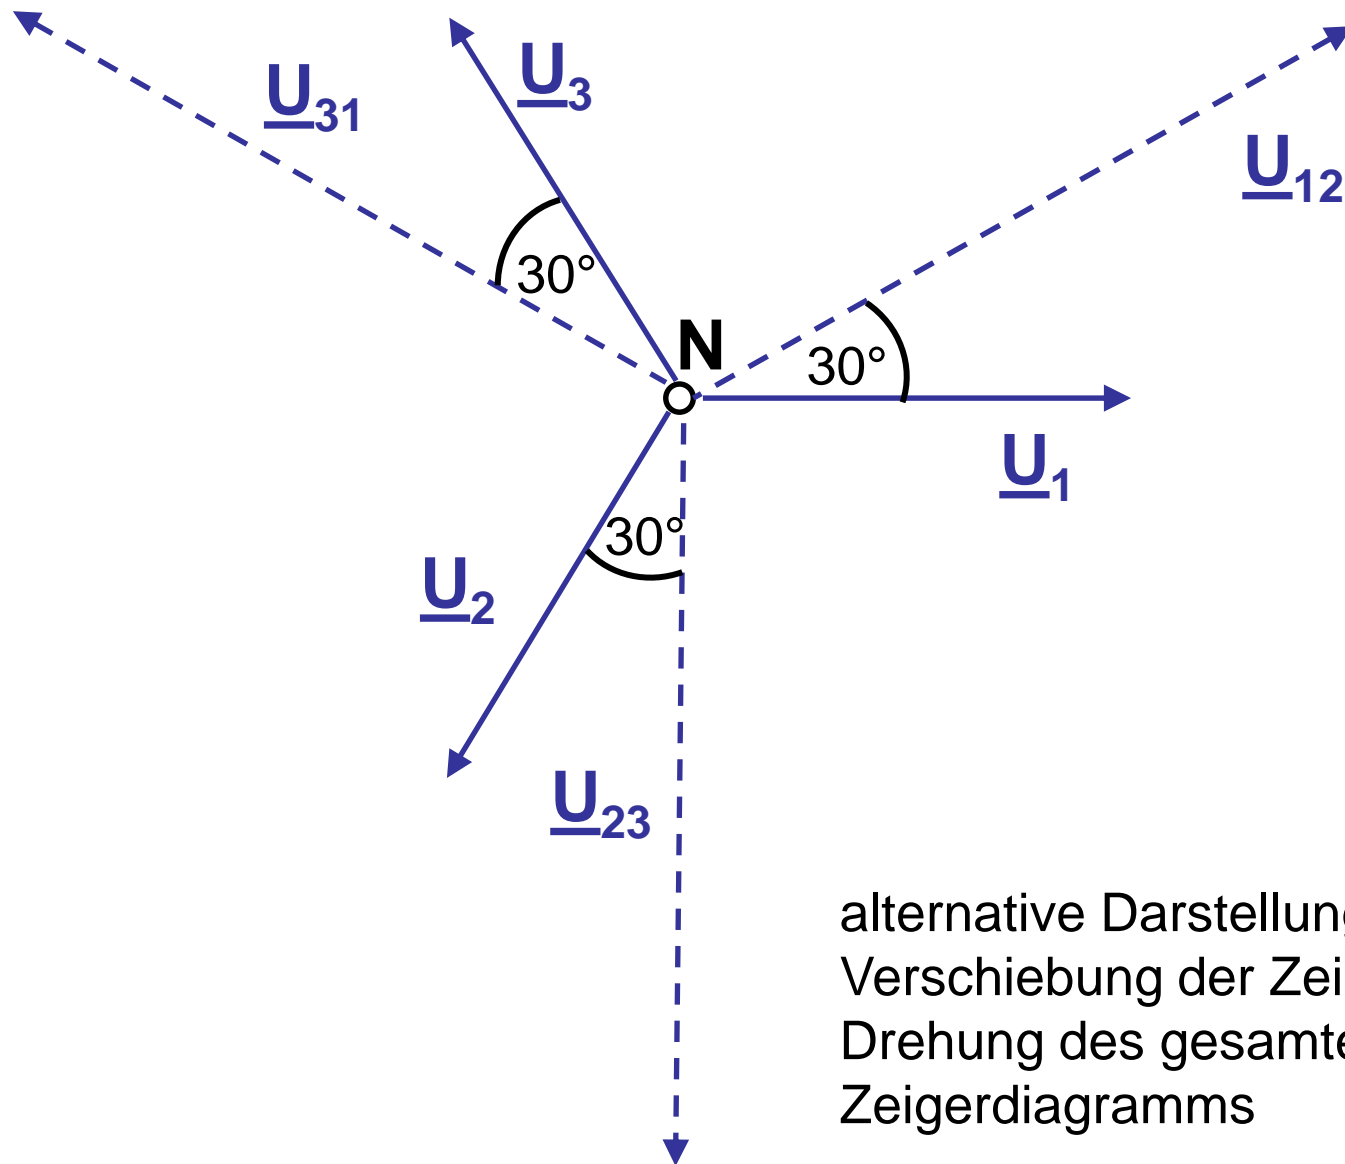 U31
U3
U12
30°
N
30°
U1
30°
U2
U23
alternative Darstellung
Verschiebung der Zei
Drehung des gesamte
Zeigerdiagramms